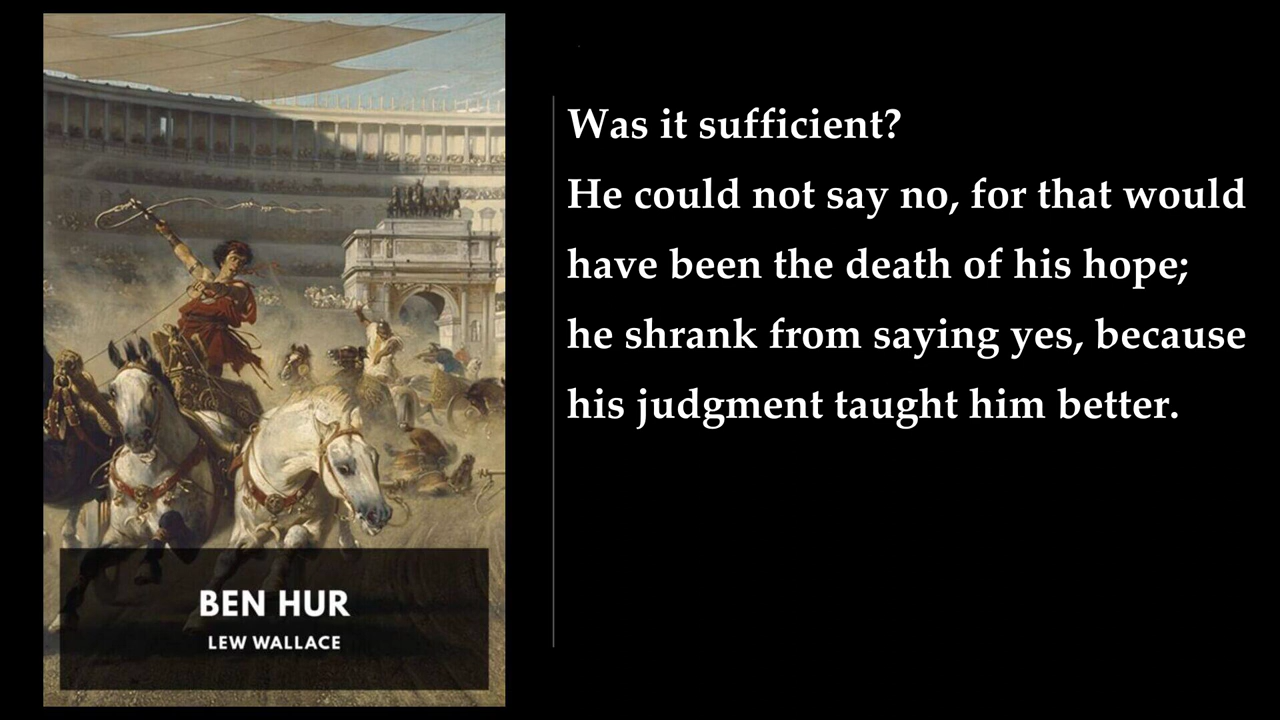 Was it sufficient?
He could not say no, for that would
have been the death of his hope;
he shrank from saying yes, because
his judgment taught him better.
BEN HUR
LEW WALLACE